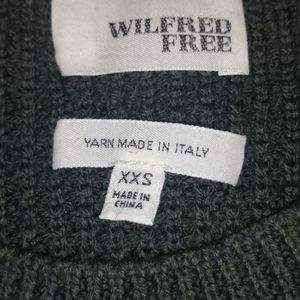 WILFRED
FREE
YARN MADE IN ITALY
XXS
MADE IN
CHINA